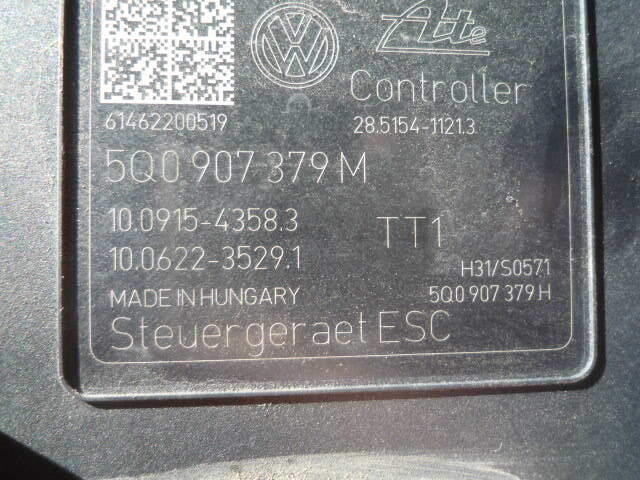 Ate
Controller
61462200519
28.5154-1121.3
5Q0 907 379 M
10.0915-4358.3
TT1
10.0622-3529.1
H31/S0571
MADE IN HUNGARY
5Q0 907 379 H
Steuergeraet ESC